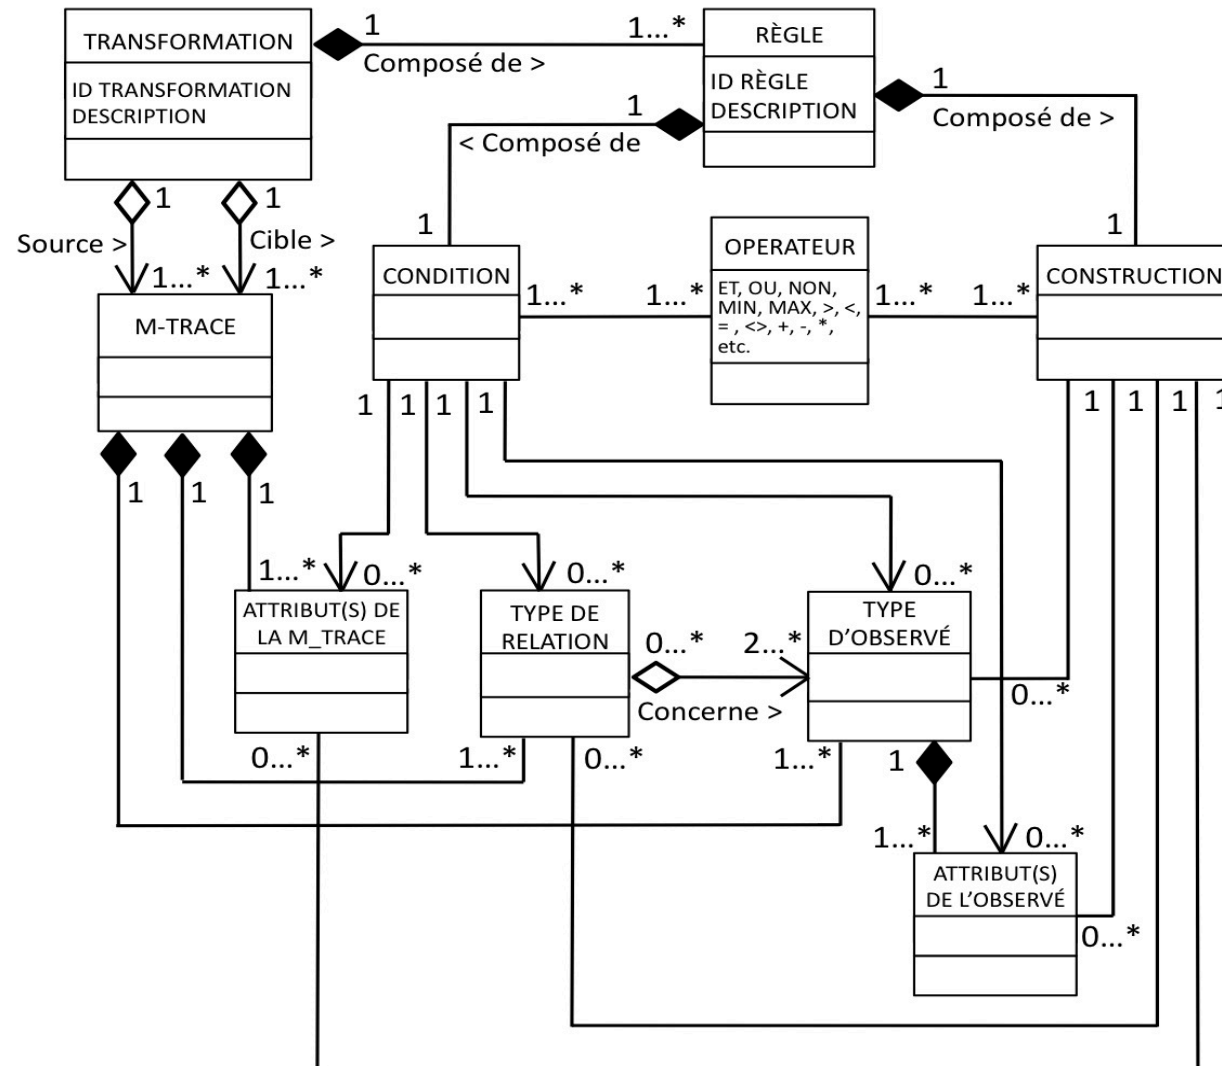 TRANSFORMATION
ID TRANSFORMATION
DESCRIPTION
1
1...*
Composé de >
RÈGLE
ID RÈGLE
DESCRIPTION
1
Composé de >
1
< Composé de
1
1
Source >
1...*
1
Cible >
1...*
M-TRACE
1
CONDITION
1...*
1...*
OPERATEUR
ET, OU, NON,
MIN, MAX, >, <,
= , <>, +, -, *,
etc.
1...*
1...*
CONSTRUCTION
1
1
1
1
1
1
1
1
1
1
1
1...*
0...*
0...*
0...*
ATTRIBUT(S) DE
LA M_TRACE
TYPE DE
RELATION
0...*
2...*
Concerne >
TYPE
D'OBSERVÉ
0...*
0...*
1...*
0...*
1...*
1
1...*
0...*
ATTRIBUT(S)
DE L'OBSERVÉ
0...*